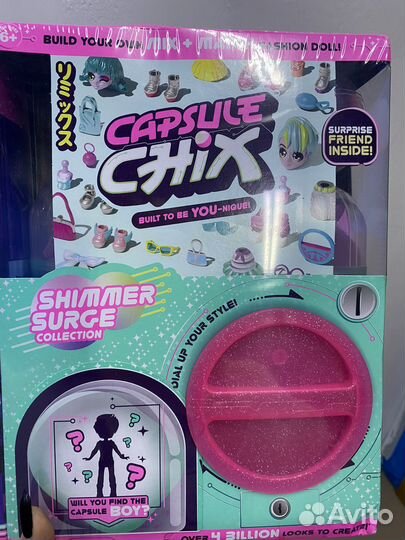 6+
BUILD YOUR OWN MIX + MA FASHION DOLL!
リミックス
CAPSULE
CHIX
SURPRISE
FRIEND
INSIDE!
BUILT TO BE YOU-NIQUE!
SHIMMER
SURGE
COLLECTION
DIAL UP YOUR STYLE!
WILL YOU FIND THE
CAPSULE BOY?
OVER 4 BILLION LOOKS TO CREATE!
Avito